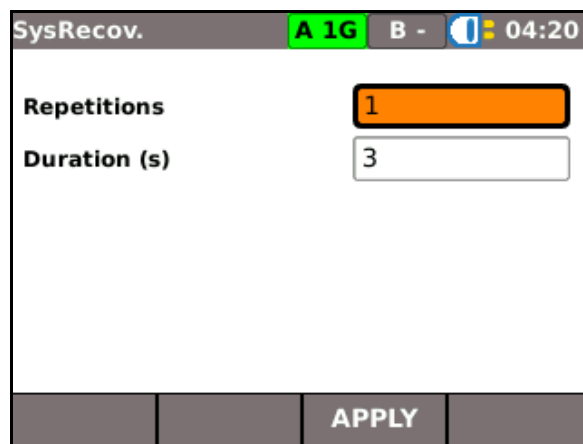 SysRecov. A 1G B - 04:20
Repetitions 1
Duration (s) 3
APPLY